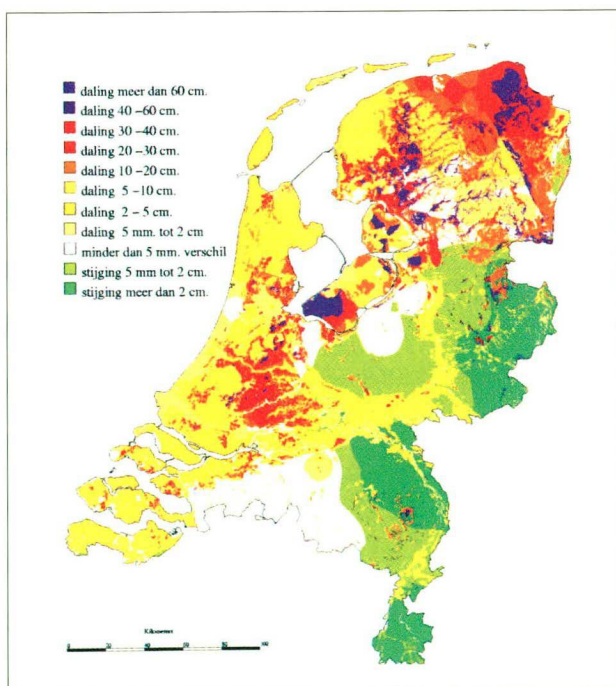 daling meer dan 60 cm.
daling 40 –60 cm.
daling 30 –40 cm.
daling 20 –30 cm.
daling 10 –20 cm.
daling 5 –10 cm.
daling 2 – 5 cm.
daling 5 mm. tot 2 cm
minder dan 5 mm. verschil
stijging 5 mm tot 2 cm.
stijging meer dan 2 cm.
Kilometer